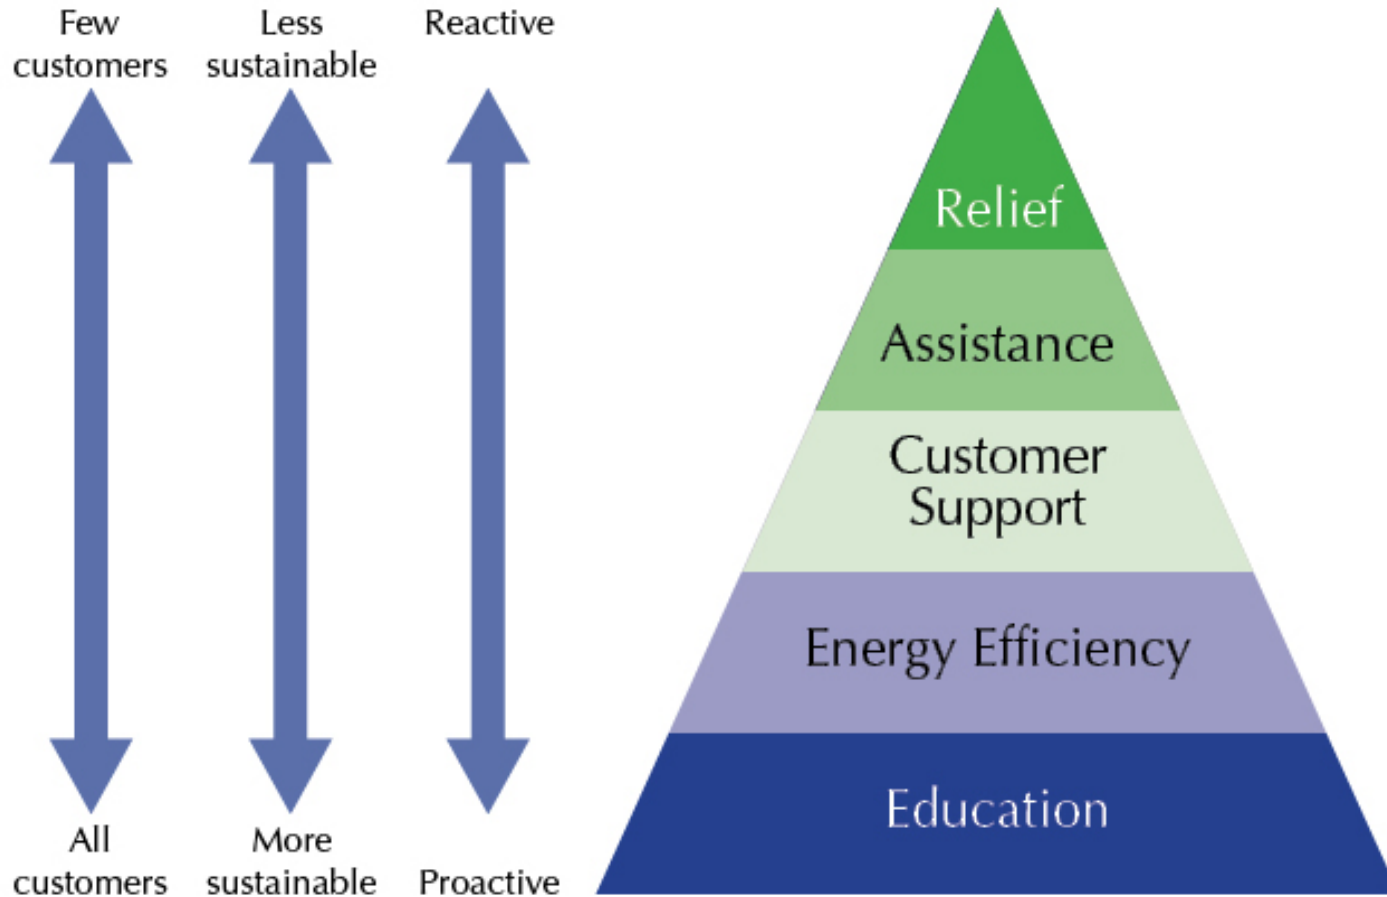 Few
customers
Less
sustainable
Reactive
Relief
Assistance
Customer
Support
Energy Efficiency
Education
All
customers
More
sustainable
Proactive